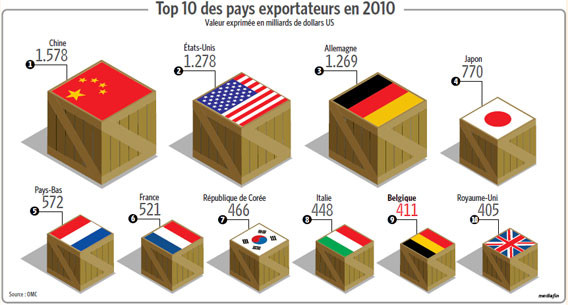 Top 10 des pays exportateurs en 2010
Valeur exprimée en milliards de dollars US
Chine
1 1.578
États-Unis
2 1.278
Allemagne
3 1.269
Japon
4 770
Pays-Bas
5 572
France
6 521
République de Corée
7 466
Italie
8 448
Belgique
9 411
Royaume-Uni
10 405
Source : OMC
mediafin